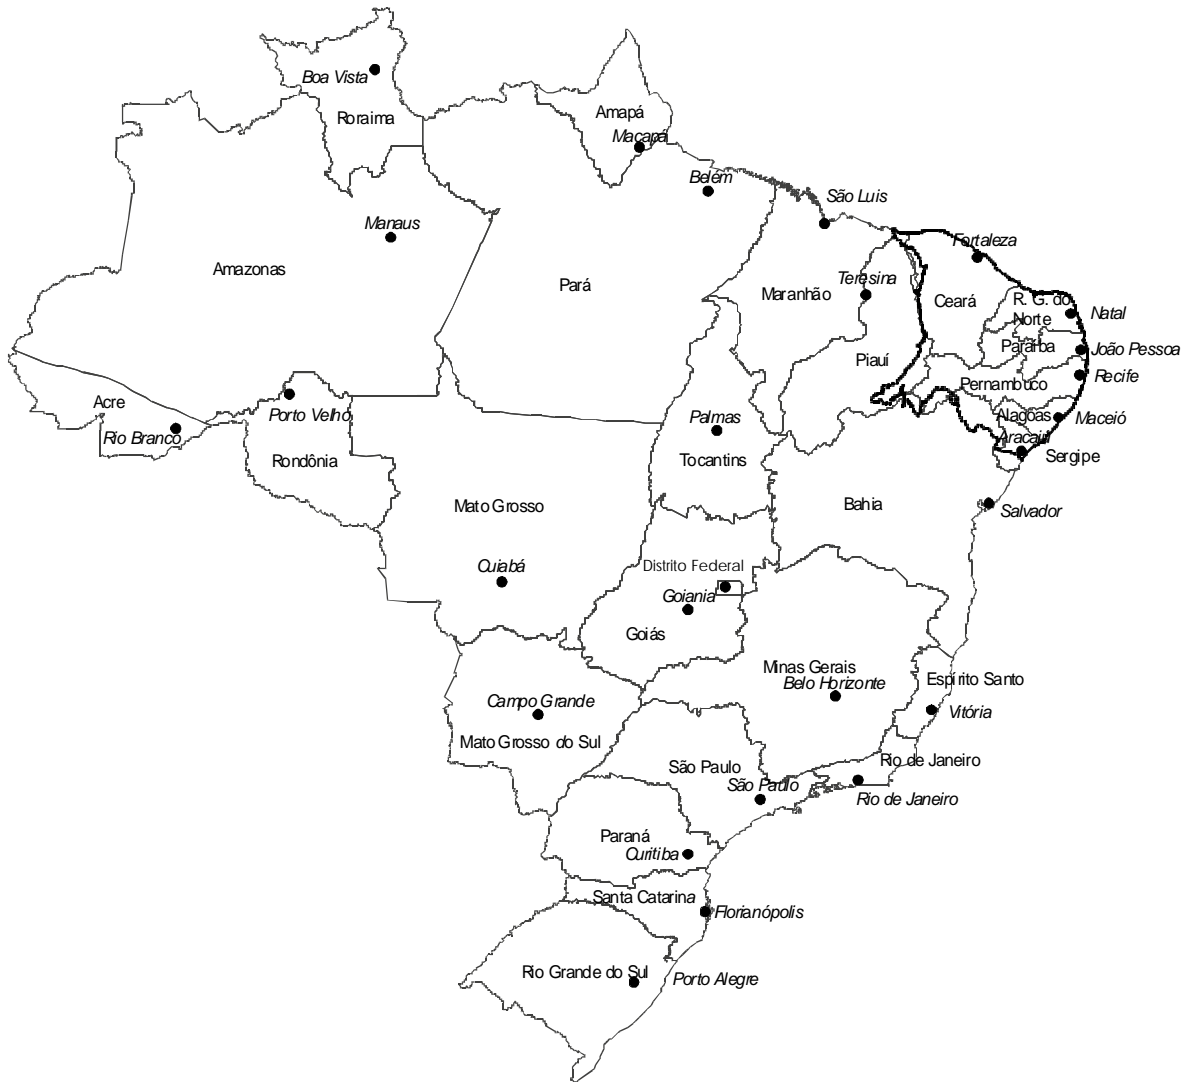 Boa Vista
Roraima
Amapá
Macapá
Belém
São Luis
Manaus
Fortaleza
Amazonas
Pará
Teresina
Maranhão
Ceará
R. G. do
Norte
Natal
Paraíba
João Pessoa
Piauí
Recife
Pernambuco
Acre
Porto Velho
Palmas
Alagoas
Maceió
Rio Branco
Aracaju
Rondônia
Tocantins
Sergipe
Mato Grosso
Bahia
Salvador
Cuiabá
Distrito Federal
Goiania
Goiás
Minas Gerais
Belo Horizonte
Espírito Santo
Campo Grande
Vitória
Mato Grosso do Sul
Rio de Janeiro
São Paulo
São Paulo
Rio de Janeiro
Paraná
Curitiba
Santa Catarina
Florianópolis
Rio Grande do Sul
Porto Alegre